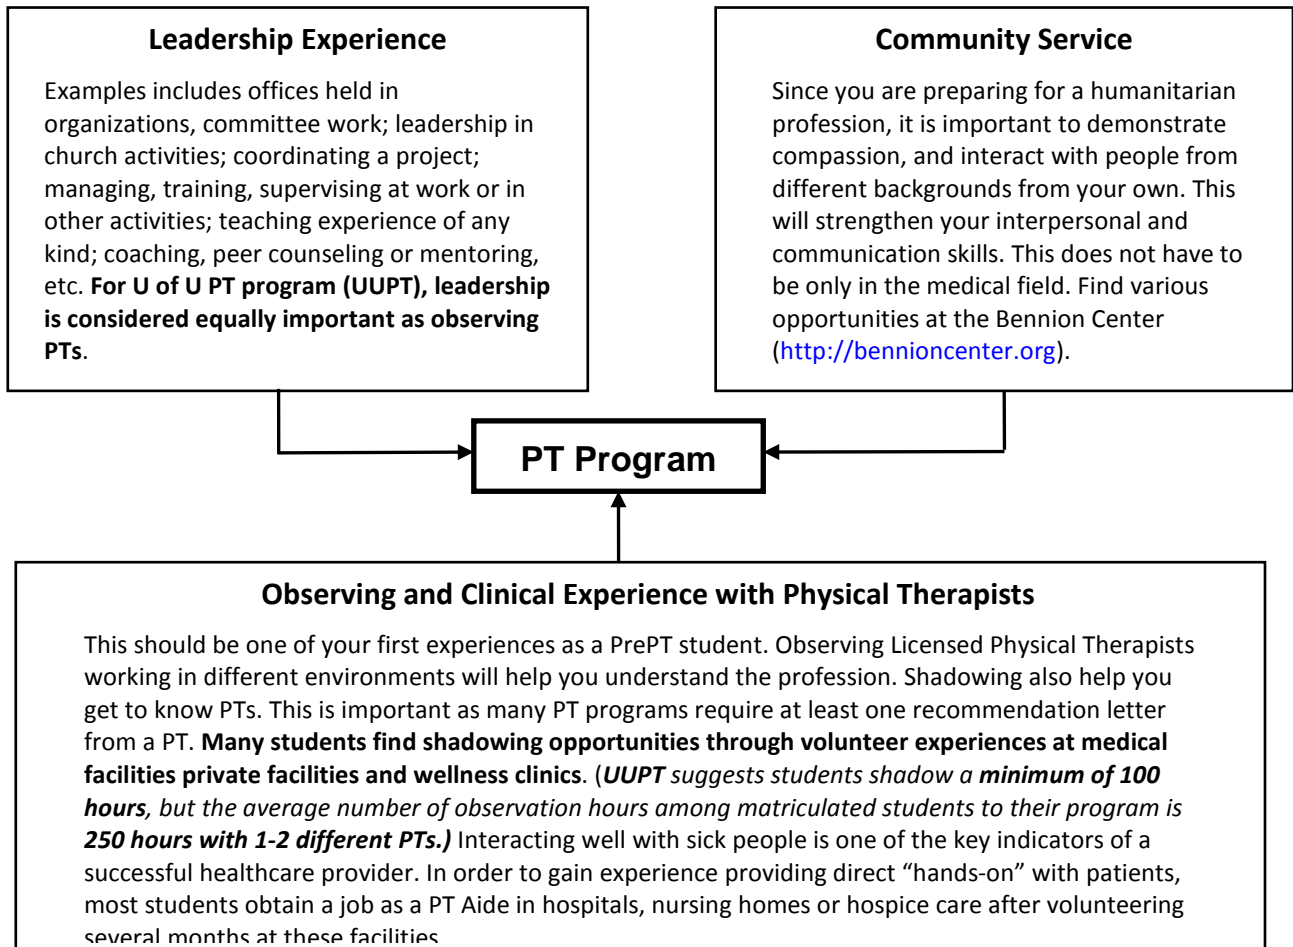 Leadership Experience
Examples includes offices held in
organizations, committee work; leadership in
church activities; coordinating a project;
managing, training, supervising at work or in
other activities; teaching experience of any
kind; coaching, peer counseling or mentoring,
etc. For U of U PT program (UUPT), leadership
is considered equally important as observing
PTs.
Community Service
Since you are preparing for a humanitarian
profession, it is important to demonstrate
compassion, and interact with people from
different backgrounds from your own. This
will strengthen your interpersonal and
communication skills. This does not have to
be only in the medical field. Find various
opportunities at the Bennion Center
(http://bennioncenter.org).
PT Program
Observing and Clinical Experience with Physical Therapists
This should be one of your first experiences as a PrePT student. Observing Licensed Physical Therapists
working in different environments will help you understand the profession. Shadowing also help you
get to know PTs. This is important as many PT programs require at least one recommendation letter
from a PT. Many students find shadowing opportunities through volunteer experiences at medical
facilities private facilities and wellness clinics. (UUPT suggests students shadow a minimum of 100
hours, but the average number of observation hours among matriculated students to their program is
250 hours with 1-2 different PTs.) Interacting well with sick people is one of the key indicators of a
successful healthcare provider. In order to gain experience providing direct “hands-on” with patients,
most students obtain a job as a PT Aide in hospitals, nursing homes or hospice care after volunteering
several months at these facilities